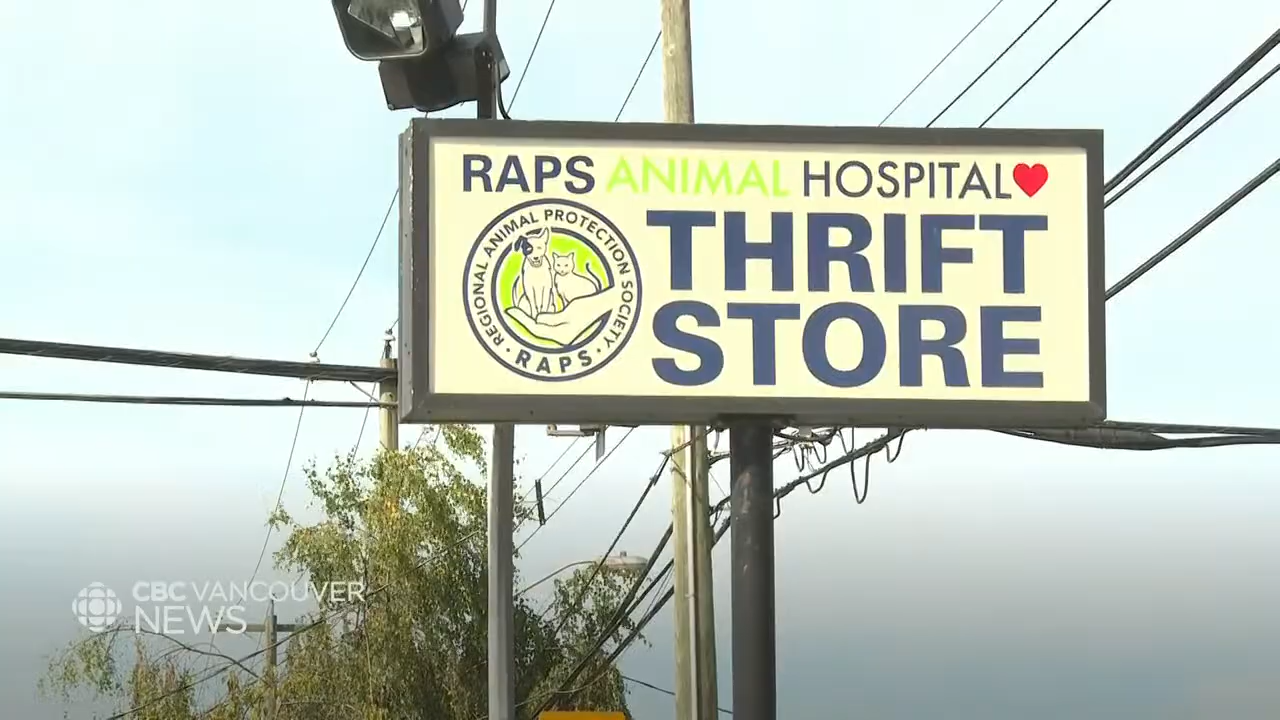 RAPS ANIMAL HOSPITAL
THRIFT
STORE
REGIONAL ANIMAL PROTECTION SOCIETY
· RAPS ·
CBC VANCOUVER
NEWS